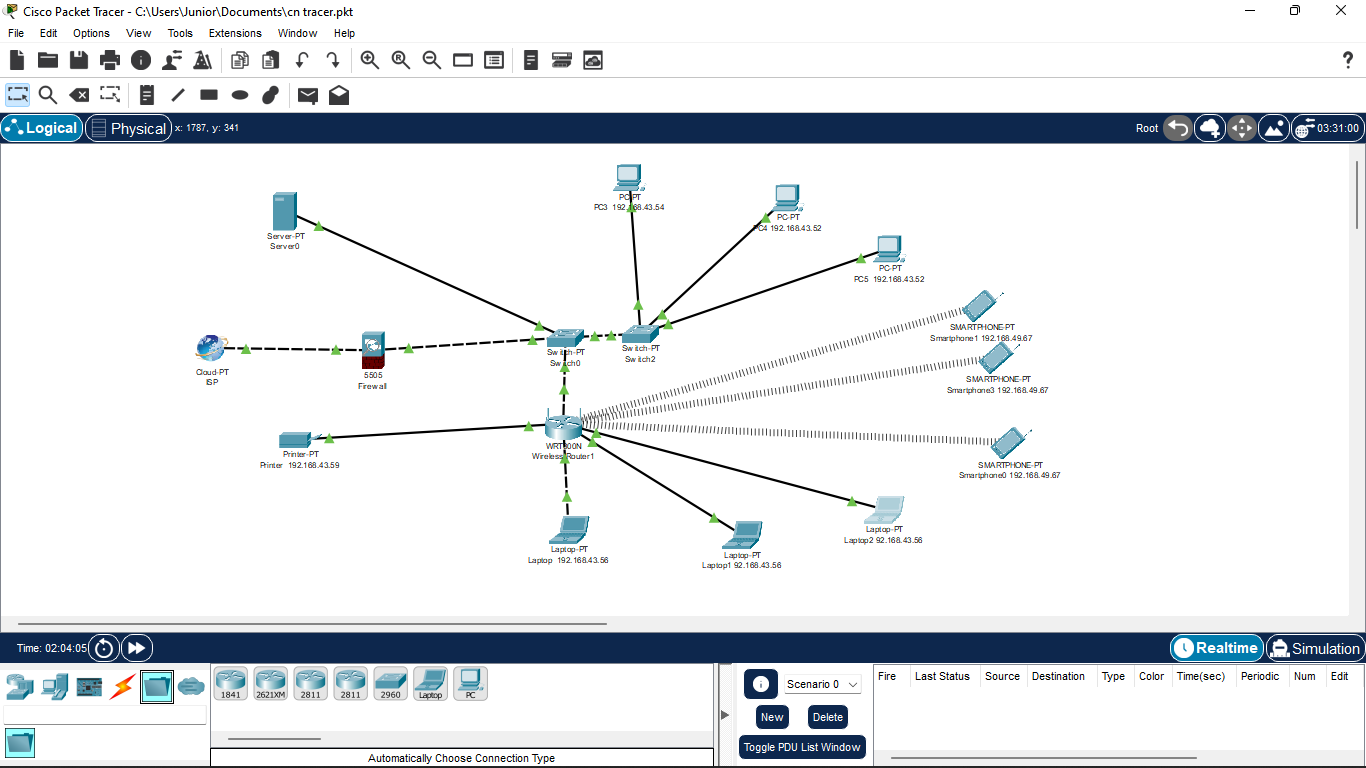 Cisco Packet Tracer - C:\Users\Junior\Documents\cn tracer.pkt
File Edit Options View Tools Extensions Window Help
Logical Physical x: 1787, y: 341 Root 03:31:00
PC-PT
PC3 192.168.43.54
PC-PT
PC4 192.168.43.52
Server-PT
Server0
PC-PT
PC5 192.168.43.52
SMARTPHONE-PT
Smartphone1 192.168.49.67
Switch-PT
Switch0
Switch-PT
Switch2
Cloud-PT
ISP
5505
Firewall
SMARTPHONE-PT
Smartphone3 192.168.49.67
WRT300N
Wireless Router1
Printer-PT
Printer 192.168.43.59
SMARTPHONE-PT
Smartphone0 192.168.49.67
Laptop-PT
Laptop2 92.168.43.56
Laptop-PT
Laptop 192.168.43.56
Laptop-PT
Laptop1 92.168.43.56
Time: 02:04:05 Realtime Simulation
1841 2621XM 2811 2811 2960 Laptop PC
Scenario 0
New Delete
Toggle PDU List Window
Fire Last Status Source Destination Type Color Time(sec) Periodic Num Edit
Automatically Choose Connection Type